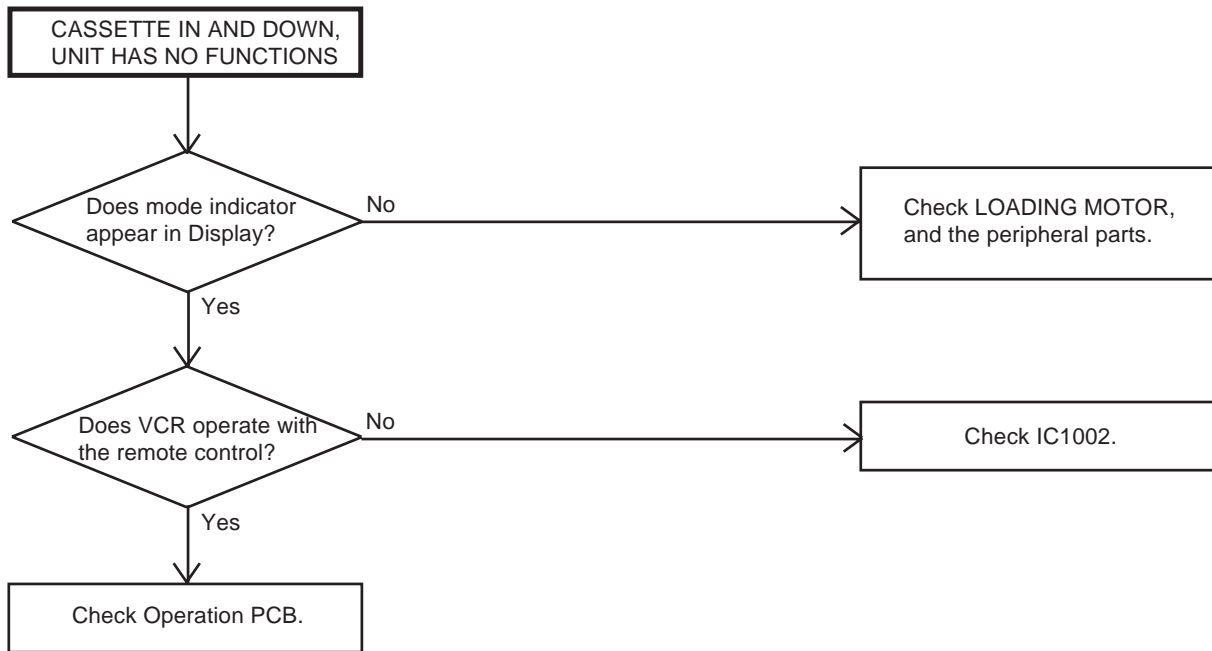 CASSETTE IN AND DOWN,
UNIT HAS NO FUNCTIONS
Does mode indicator
appear in Display?
No
Check LOADING MOTOR,
and the peripheral parts.
Yes
Does VCR operate with
the remote control?
No
Check IC1002.
Yes
Check Operation PCB.